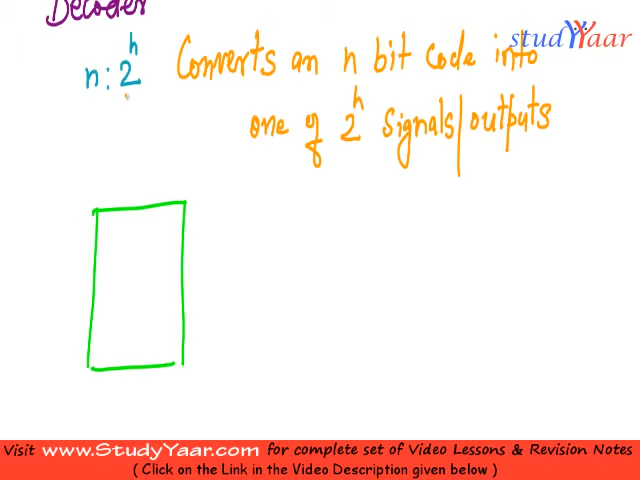 Decoder
studYYaar
n:2^n Converts an n bit code into
one of 2^n signals/outputs
Visit www.StudyYaar.com for complete set of Video Lessons & Revision Notes
( Click on the Link in the Video Description given below )